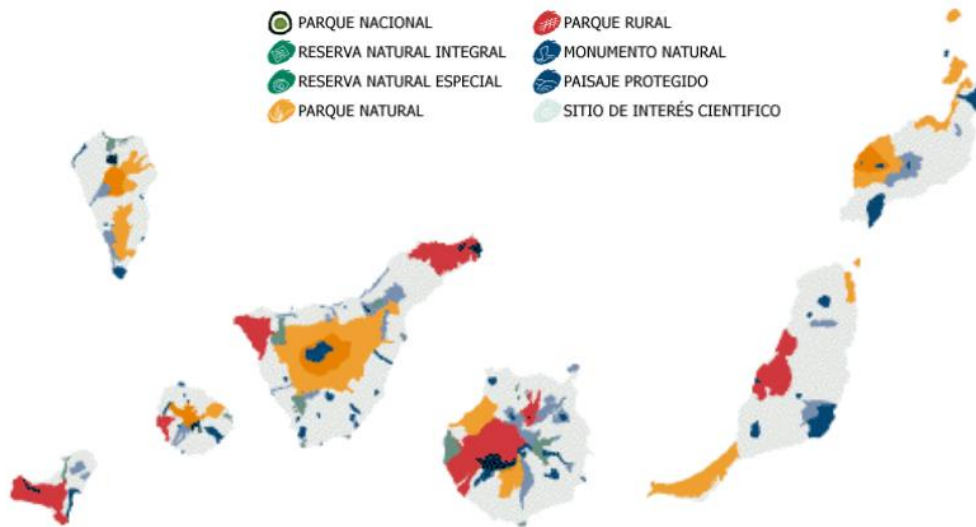 PARQUE NACIONAL
RESERVA NATURAL INTEGRAL
RESERVA NATURAL ESPECIAL
PARQUE NATURAL
PARQUE RURAL
MONUMENTO NATURAL
PAISAJE PROTEGIDO
SITIO DE INTERÉS CIENTIFICO